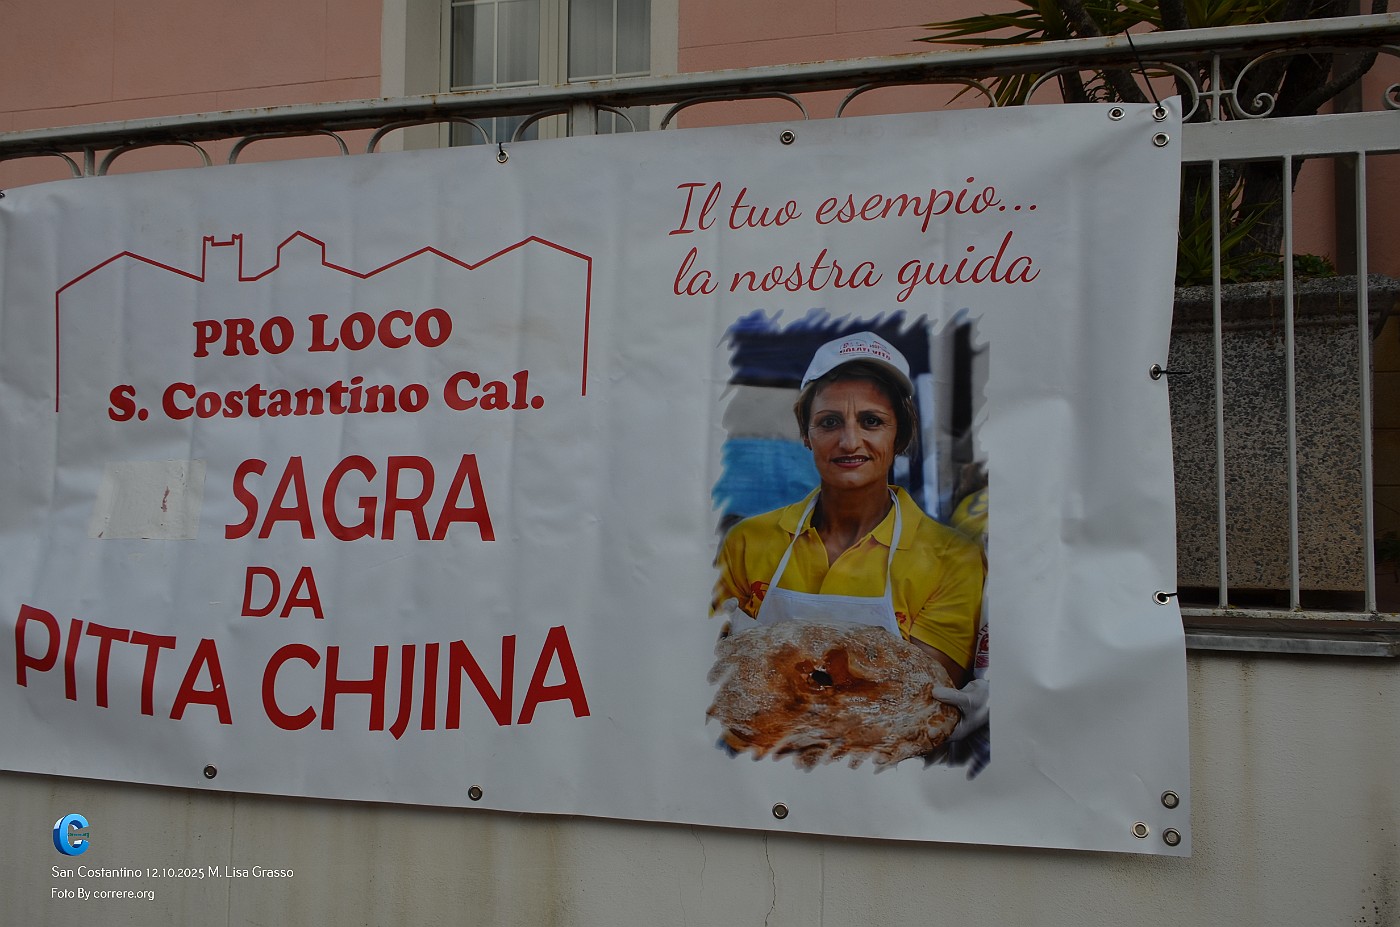 Il tuo esempio...
la nostra guida
PRO LOCO
S. Costantino Cal.
SAGRA
DA
PITTA CHJINA
San Costantino 12.10.2025 M. Lisa Grasso
Foto By correre.org